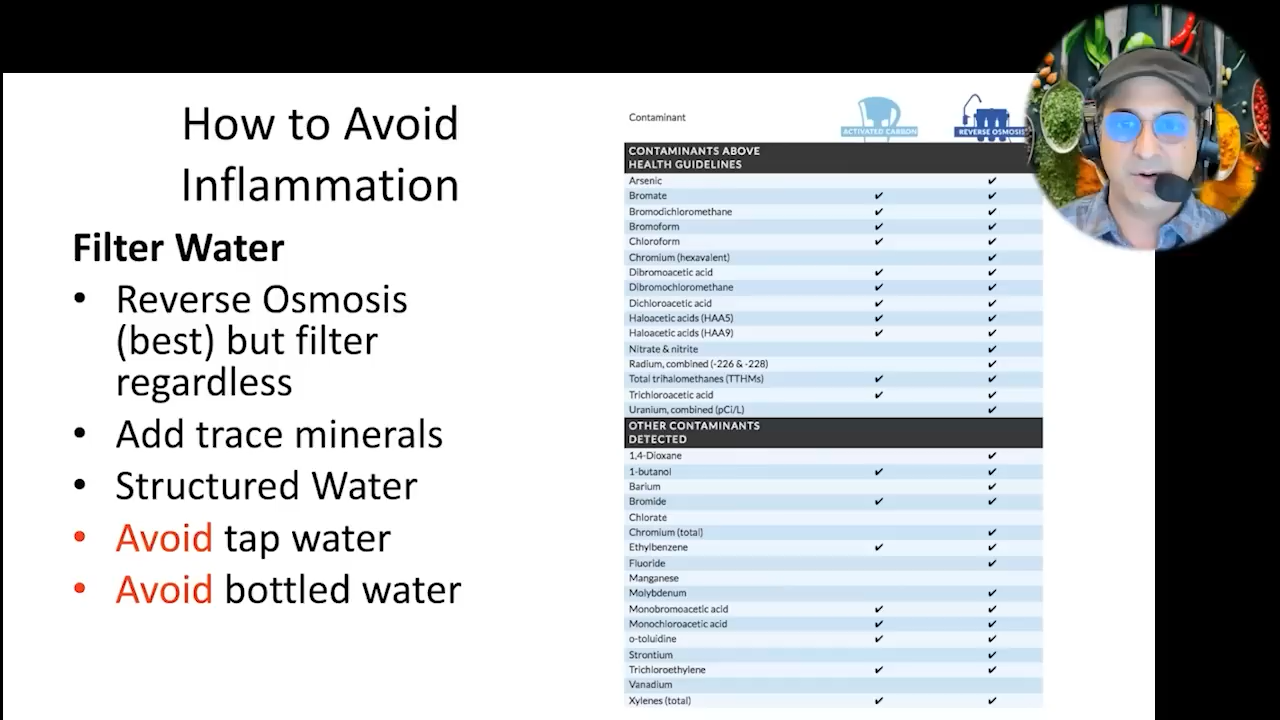 How to Avoid
Inflammation
Filter Water
• Reverse Osmosis
(best) but filter
regardless
• Add trace minerals
• Structured Water
• Avoid tap water
• Avoid bottled water
Contaminant
ACTIVATED CARBON
REVERSE OSMOSIS
CONTAMINANTS ABOVE
HEALTH GUIDELINES
Arsenic ✔
Bromate ✔ ✔
Bromodichloromethane ✔ ✔
Bromoform ✔ ✔
Chloroform ✔ ✔
Chromium (hexavalent) ✔
Dibromoacetic acid ✔ ✔
Dibromochloromethane ✔ ✔
Dichloroacetic acid ✔ ✔
Haloacetic acids (HAA5) ✔ ✔
Haloacetic acids (HAA9) ✔ ✔
Nitrate & nitrite ✔
Radium, combined (-226 & -228) ✔
Total trihalomethanes (TTHMs) ✔ ✔
Trichloroacetic acid ✔ ✔
Uranium, combined (pCi/L) ✔
OTHER CONTAMINANTS
DETECTED
1,4-Dioxane ✔
1-butanol ✔ ✔
Barium ✔
Bromide ✔ ✔
Chlorate
Chromium (total) ✔
Ethylbenzene ✔ ✔
Fluoride ✔
Manganese
Molybdenum ✔
Monobromoacetic acid ✔ ✔
Monochloroacetic acid ✔ ✔
o-toluidine ✔ ✔
Strontium ✔
Trichloroethylene ✔ ✔
Vanadium
Xylenes (total) ✔ ✔